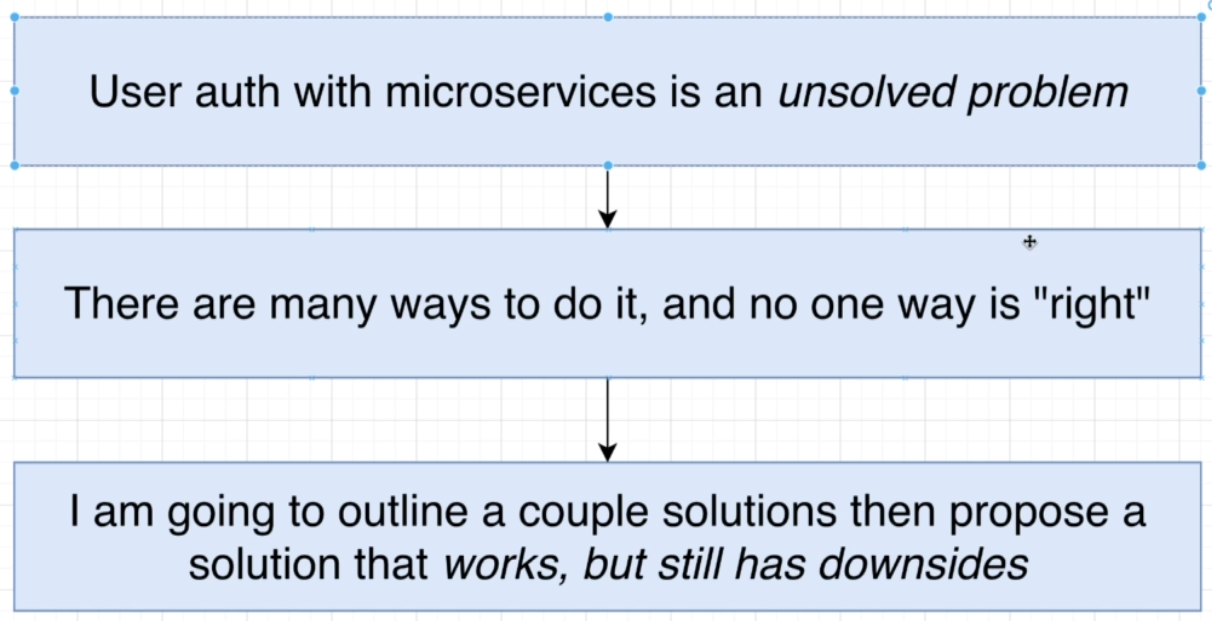 User auth with microservices is an unsolved problem
There are many ways to do it, and no one way is "right"
I am going to outline a couple solutions then propose a
solution that works, but still has downsides